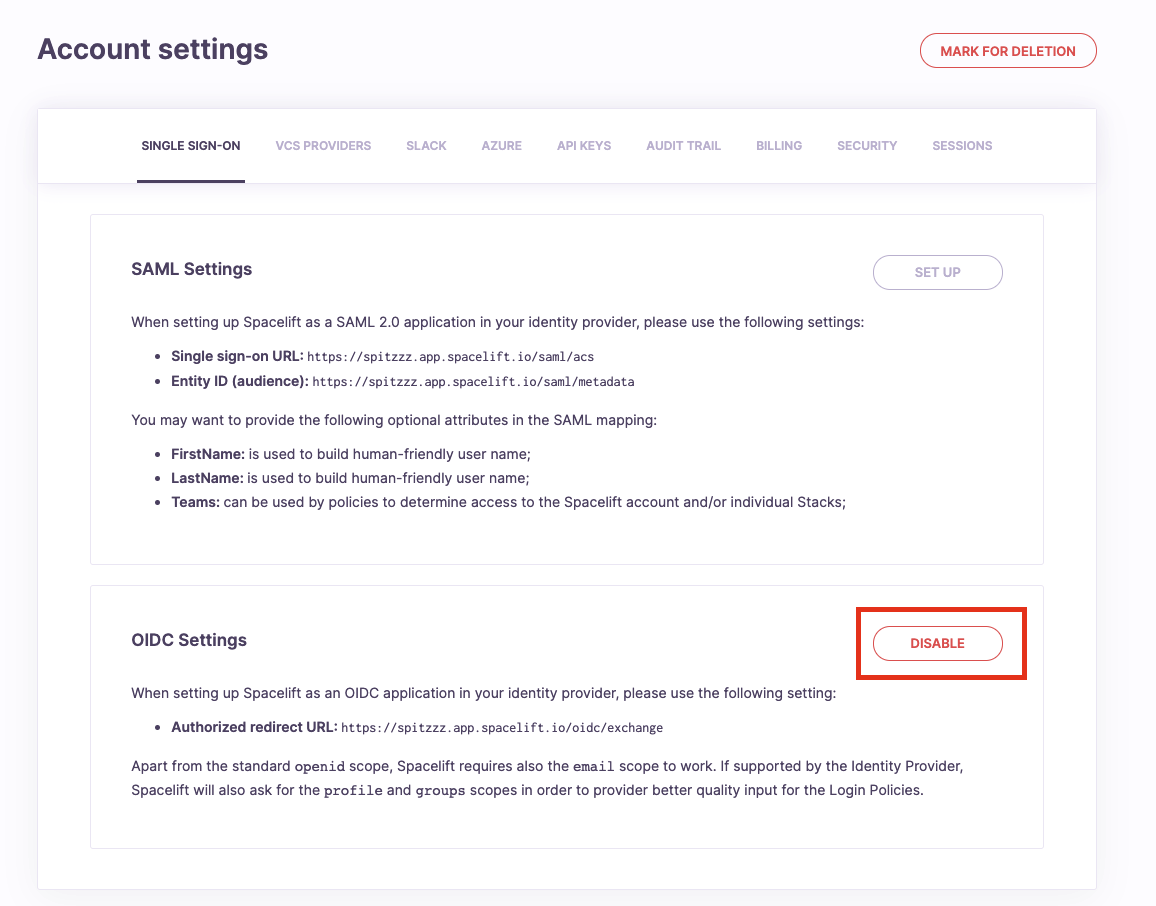 Account settings
MARK FOR DELETION
SINGLE SIGN-ON VCS PROVIDERS SLACK AZURE API KEYS AUDIT TRAIL BILLING SECURITY SESSIONS
SAML Settings
SET UP
When setting up Spacelift as a SAML 2.0 application in your identity provider, please use the following settings:
• Single sign-on URL: https://spitzzz.app.spacelift.io/saml/acs
• Entity ID (audience): https://spitzzz.app.spacelift.io/saml/metadata
You may want to provide the following optional attributes in the SAML mapping:
• FirstName: is used to build human-friendly user name;
• LastName: is used to build human-friendly user name;
• Teams: can be used by policies to determine access to the Spacelift account and/or individual Stacks;
OIDC Settings
DISABLE
When setting up Spacelift as an OIDC application in your identity provider, please use the following setting:
• Authorized redirect URL: https://spitzzz.app.spacelift.io/oidc/exchange
Apart from the standard openid scope, Spacelift requires also the email scope to work. If supported by the Identity Provider,
Spacelift will also ask for the profile and groups scopes in order to provider better quality input for the Login Policies.